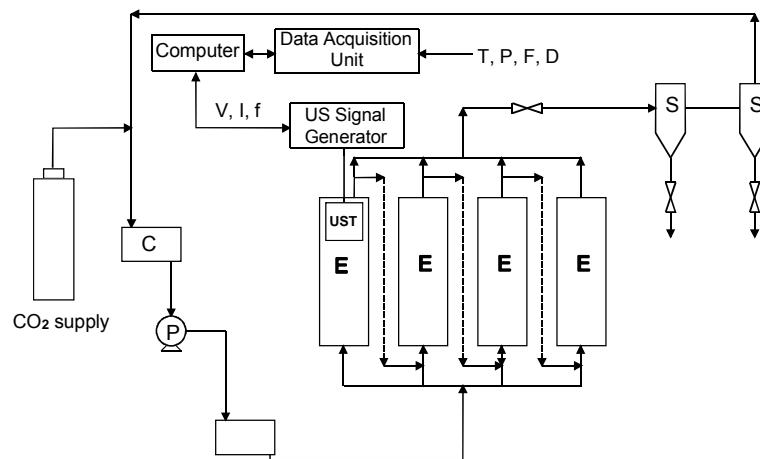 Computer
Data Acquisition
Unit
T, P, F, D
V, I, f
US Signal
Generator
S
S
UST
E
E
E
E
C
CO₂ supply
P